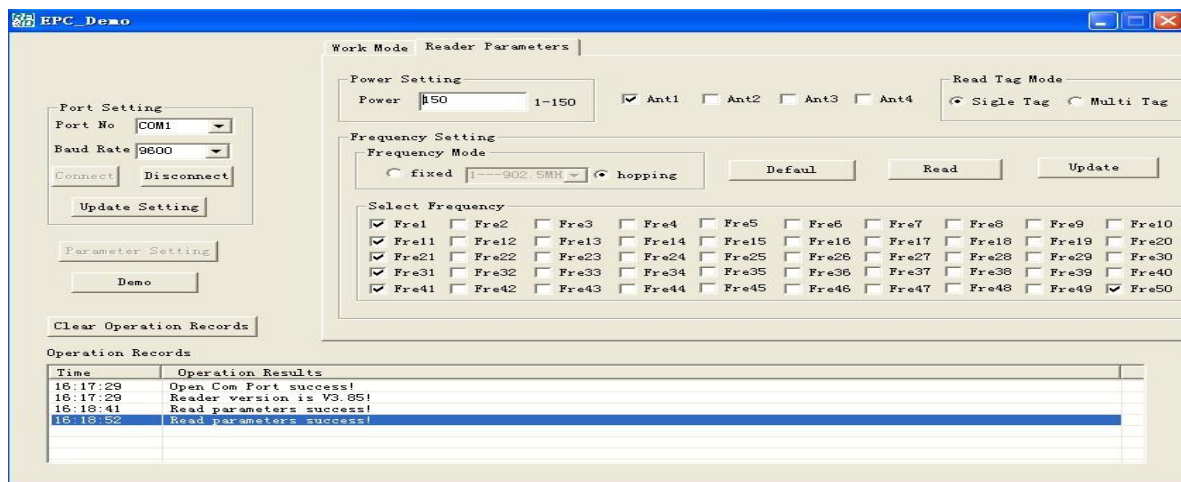 EPC_Demo
Work Mode Reader Parameters
Power Setting
Power 150 1-150
Ant1 Ant2 Ant3 Ant4
Read Tag Mode
Sigle Tag Multi Tag
Port Setting
Port No COM1
Baud Rate 9600
Connect Disconnect
Update Setting
Parameter Setting
Demo
Clear Operation Records
Frequency Setting
Frequency Mode
fixed 1---902.5MH hopping
Defaul Read Update
Select Frequency
Fre1 Fre2 Fre3 Fre4 Fre5 Fre6 Fre7 Fre8 Fre9 Fre10
Fre11 Fre12 Fre13 Fre14 Fre15 Fre16 Fre17 Fre18 Fre19 Fre20
Fre21 Fre22 Fre23 Fre24 Fre25 Fre26 Fre27 Fre28 Fre29 Fre30
Fre31 Fre32 Fre33 Fre34 Fre35 Fre36 Fre37 Fre38 Fre39 Fre40
Fre41 Fre42 Fre43 Fre44 Fre45 Fre46 Fre47 Fre48 Fre49 Fre50
Operation Records
Time Operation Results
16:17:29 Open Com Port success!
16:17:29 Reader version is V3.85!
16:18:41 Read parameters success!
16:18:52 Read parameters success!